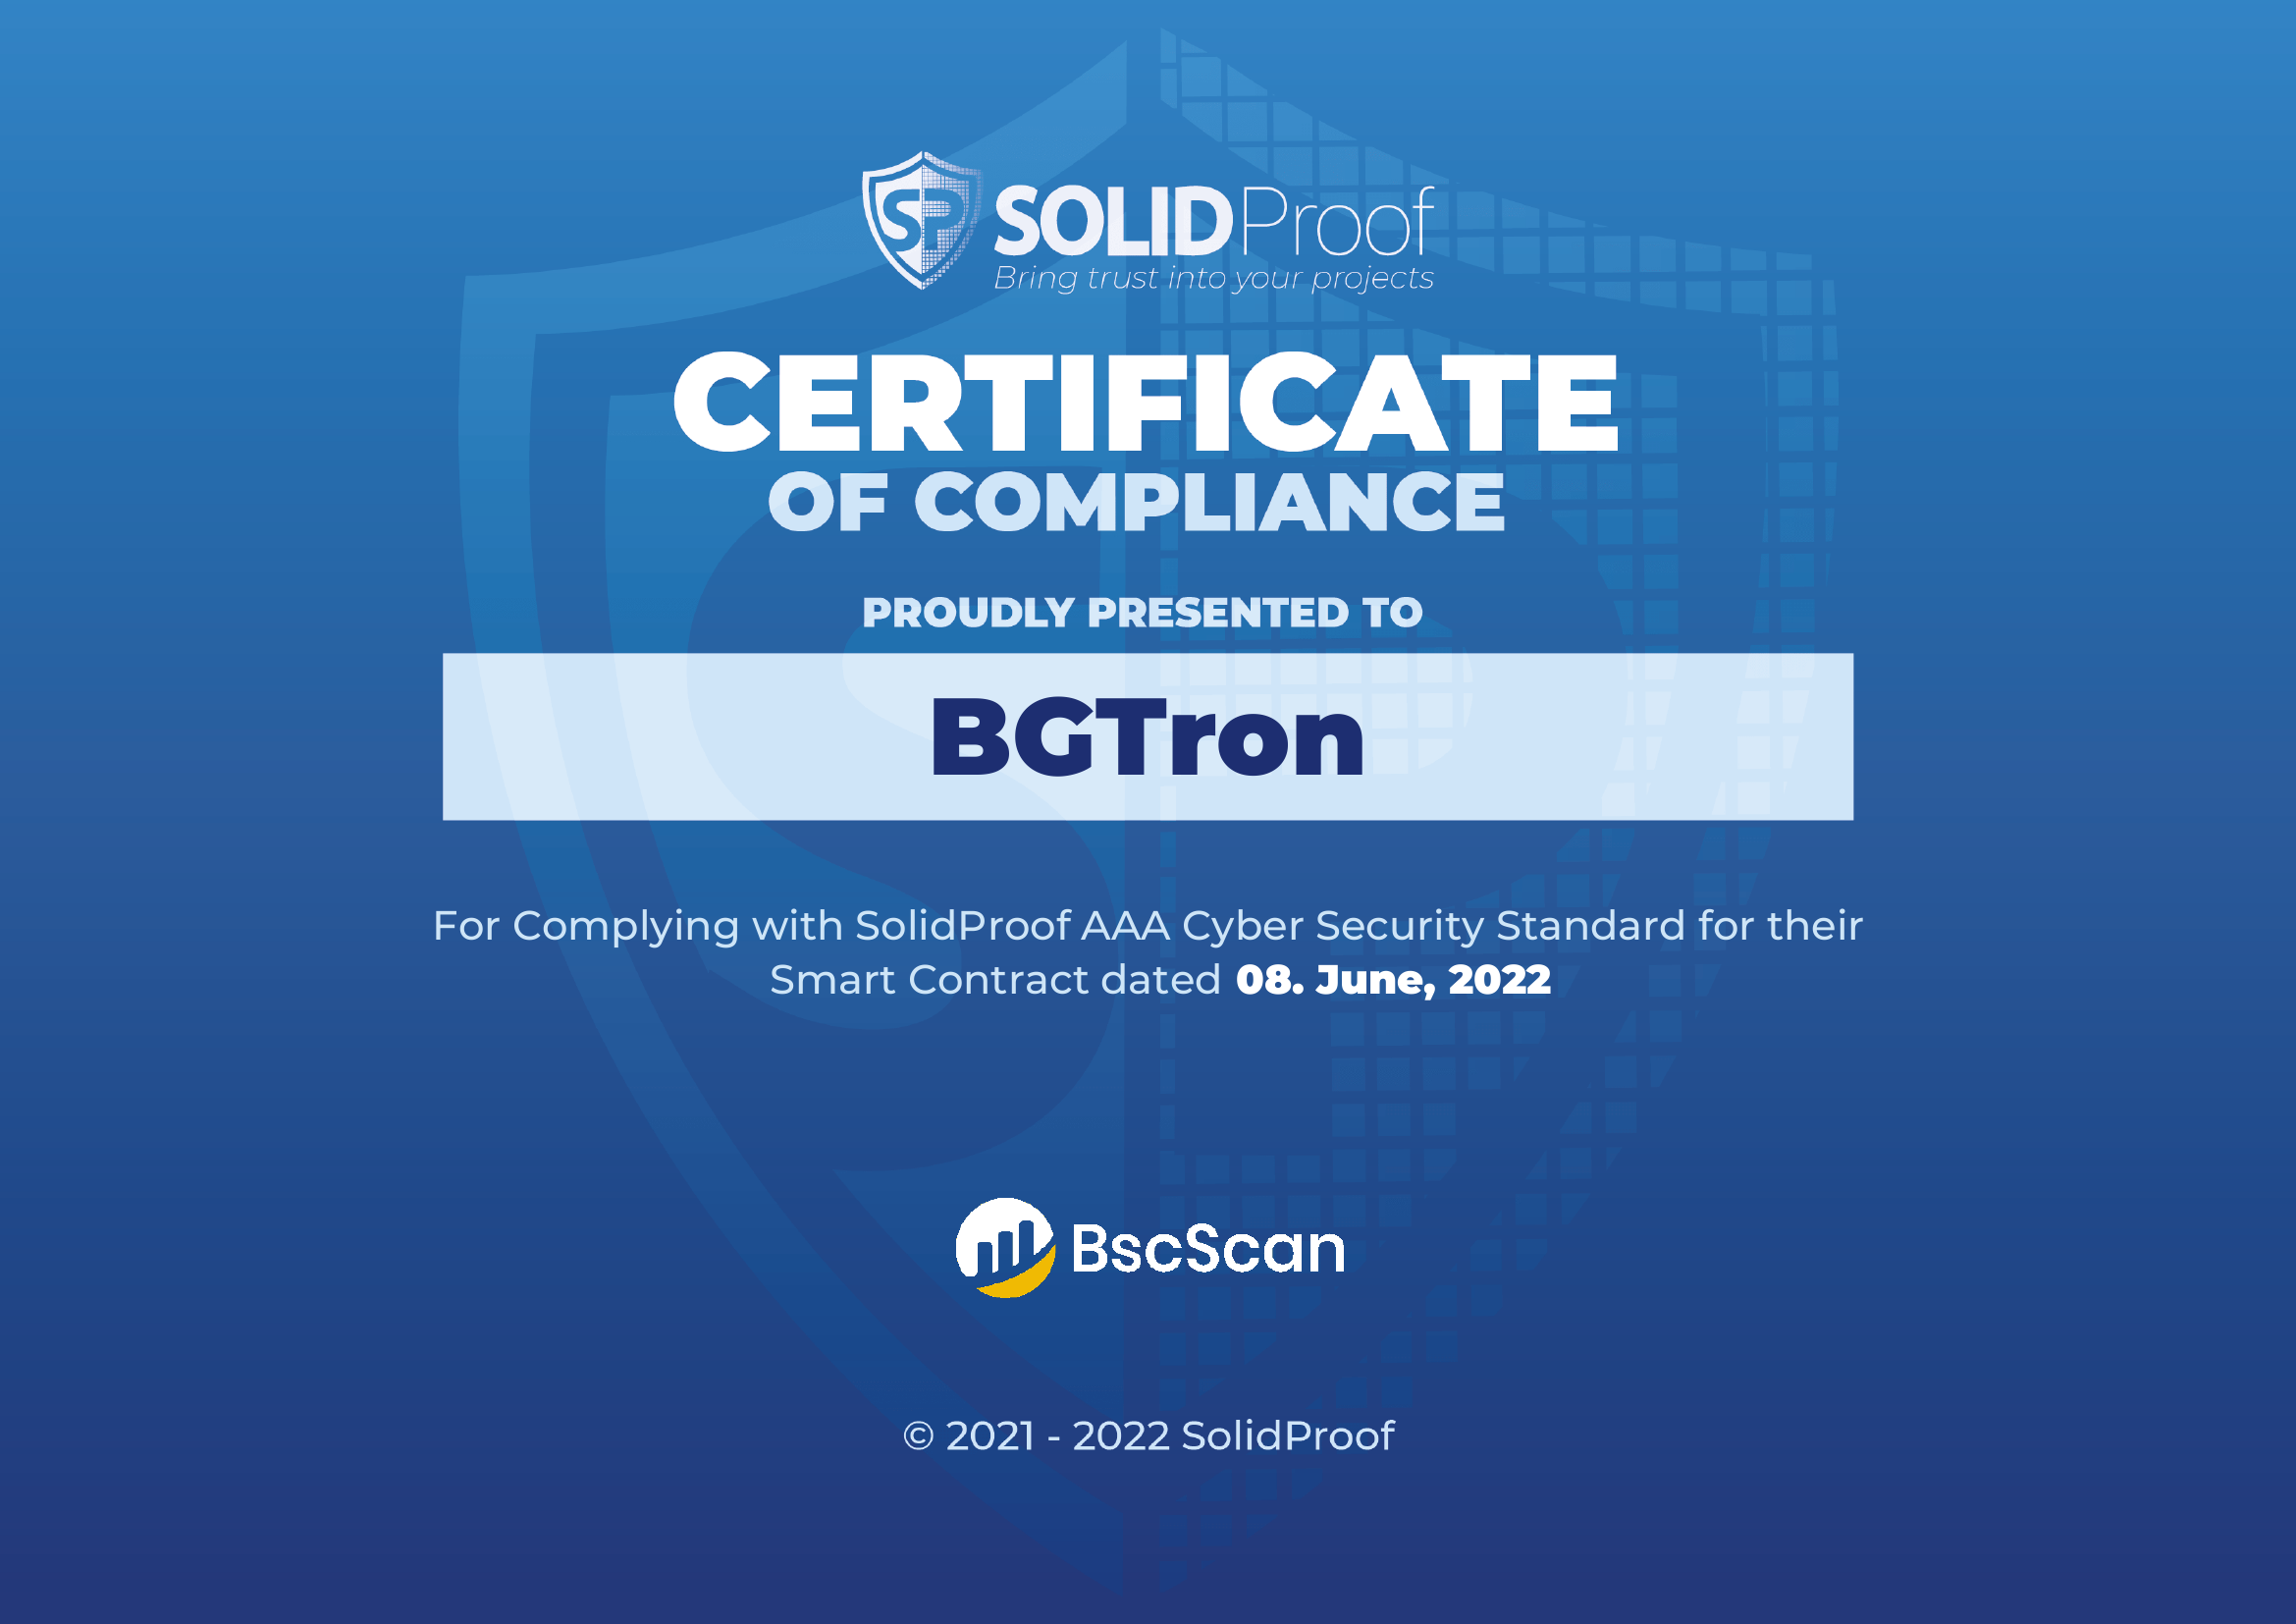 SP SOLIDProof
Bring trust into your projects
CERTIFICATE
OF COMPLIANCE
PROUDLY PRESENTED TO
BGTron
For Complying with SolidProof AAA Cyber Security Standard for their
Smart Contract dated 08. June, 2022
BscScan
© 2021 - 2022 SolidProof